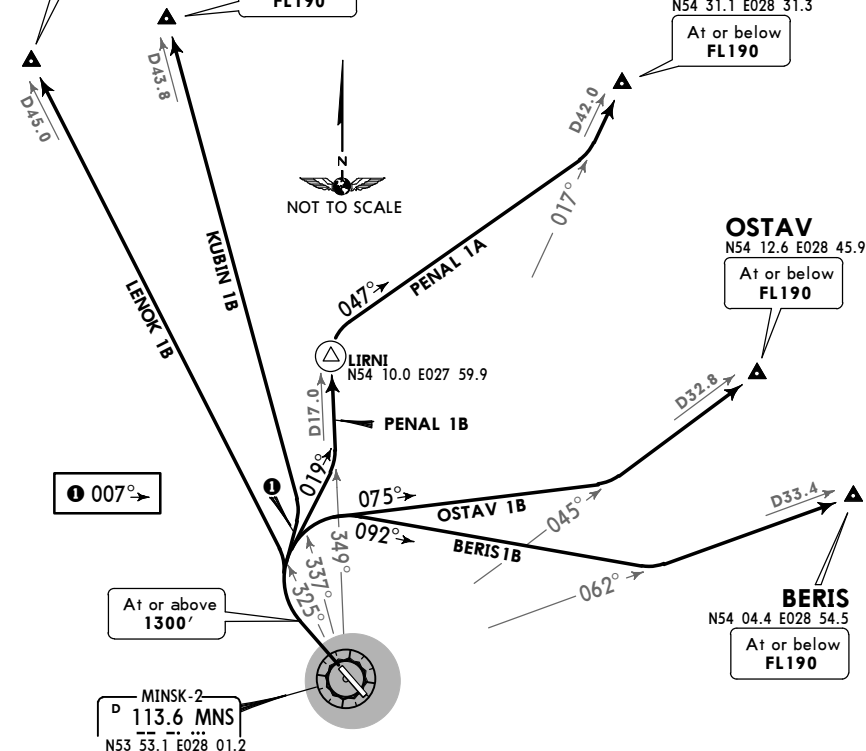 FL190
N54 31.1 E028 31.3
At or below
FL190
D43.8
D45.0
D42.0
N
NOT TO SCALE
017°
OSTAV
N54 12.6 E028 45.9
At or below
FL190
KUBIN 1B
PENAL 1A
LENOK 1B
047°
LIRNI
N54 10.0 E027 59.9
D17.0
PENAL 1B
D32.8
019°
1 007°
1
075°
OSTAV 1B
045°
D33.4
092°
BERIS1B
349°
337°
325°
062°
At or above
1300′
BERIS
N54 04.4 E028 54.5
At or below
FL190
MINSK-2
D 113.6 MNS
N53 53.1 E028 01.2